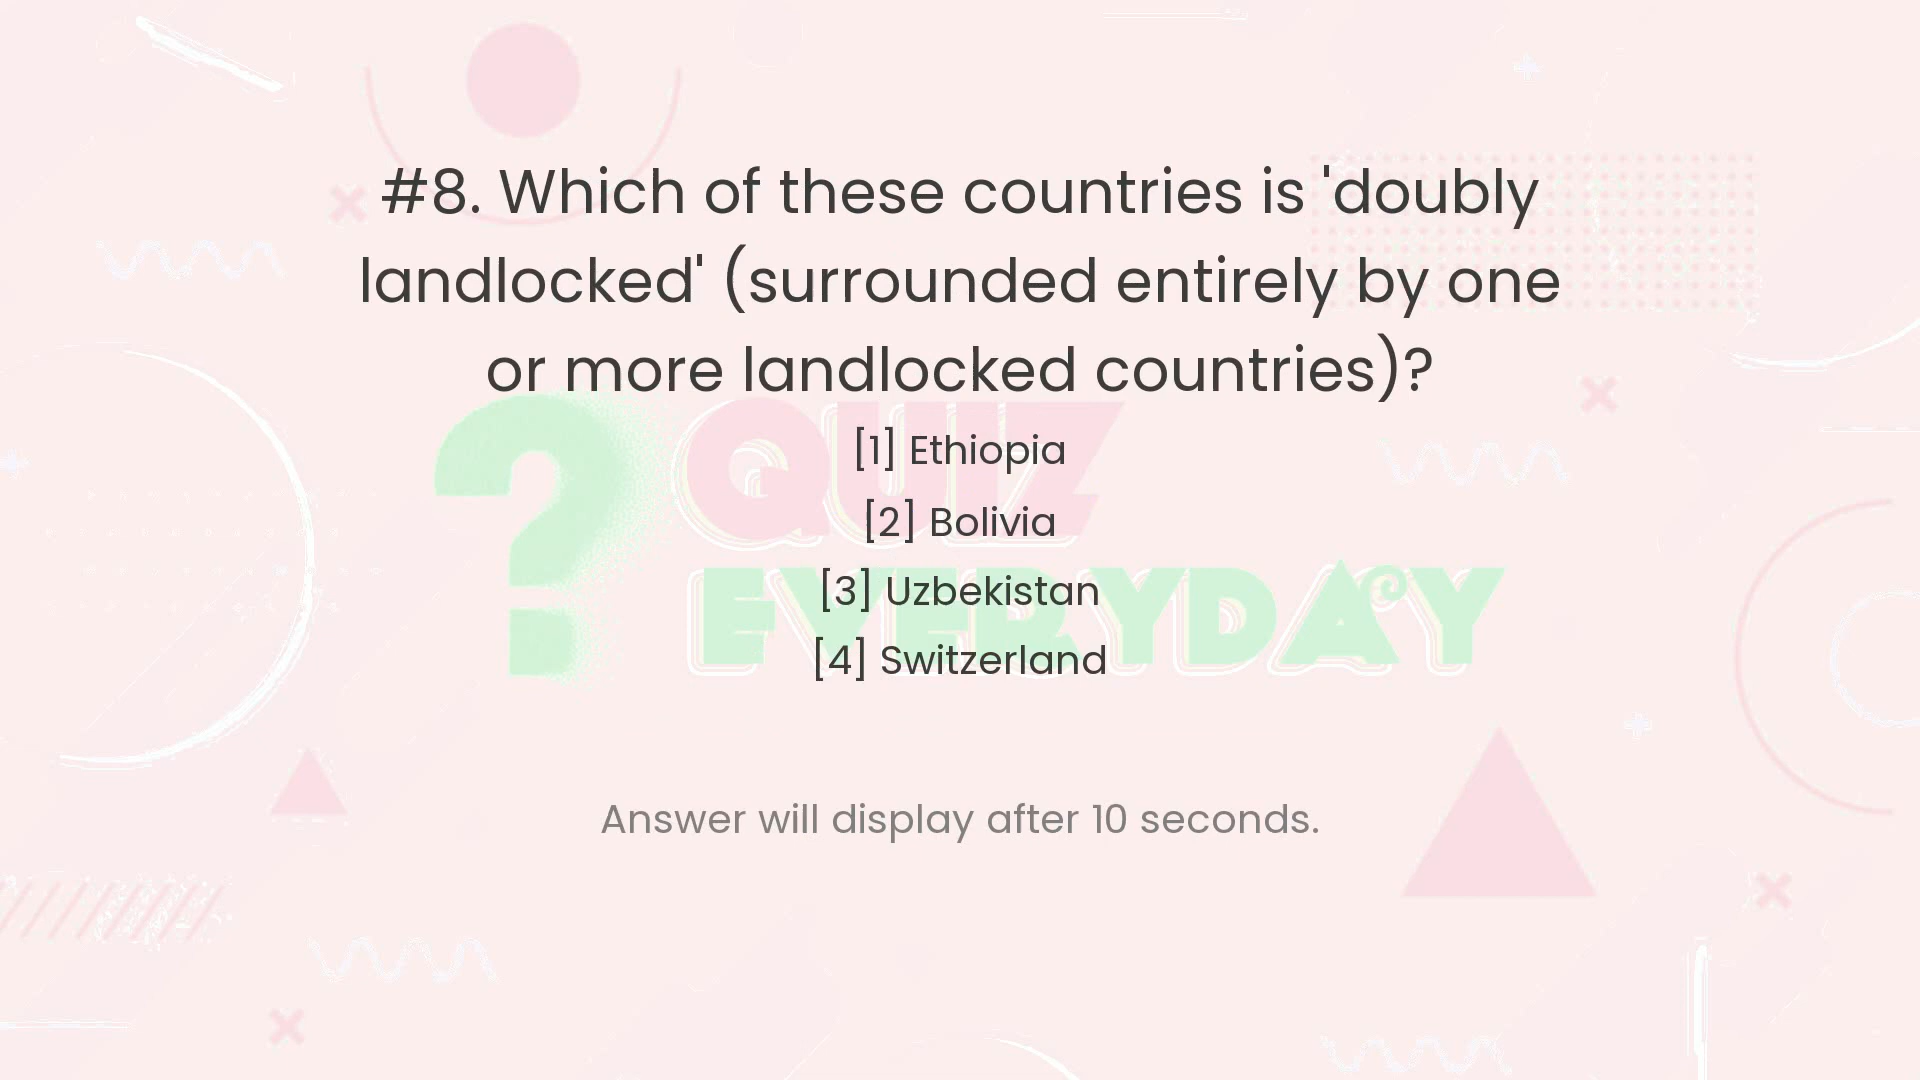 #8. Which of these countries is 'doubly
landlocked' (surrounded entirely by one
or more landlocked countries)?
QUIZ
[1] Ethiopia
[2] Bolivia
EVERYDAY
[3] Uzbekistan
[4] Switzerland
Answer will display after 10 seconds.